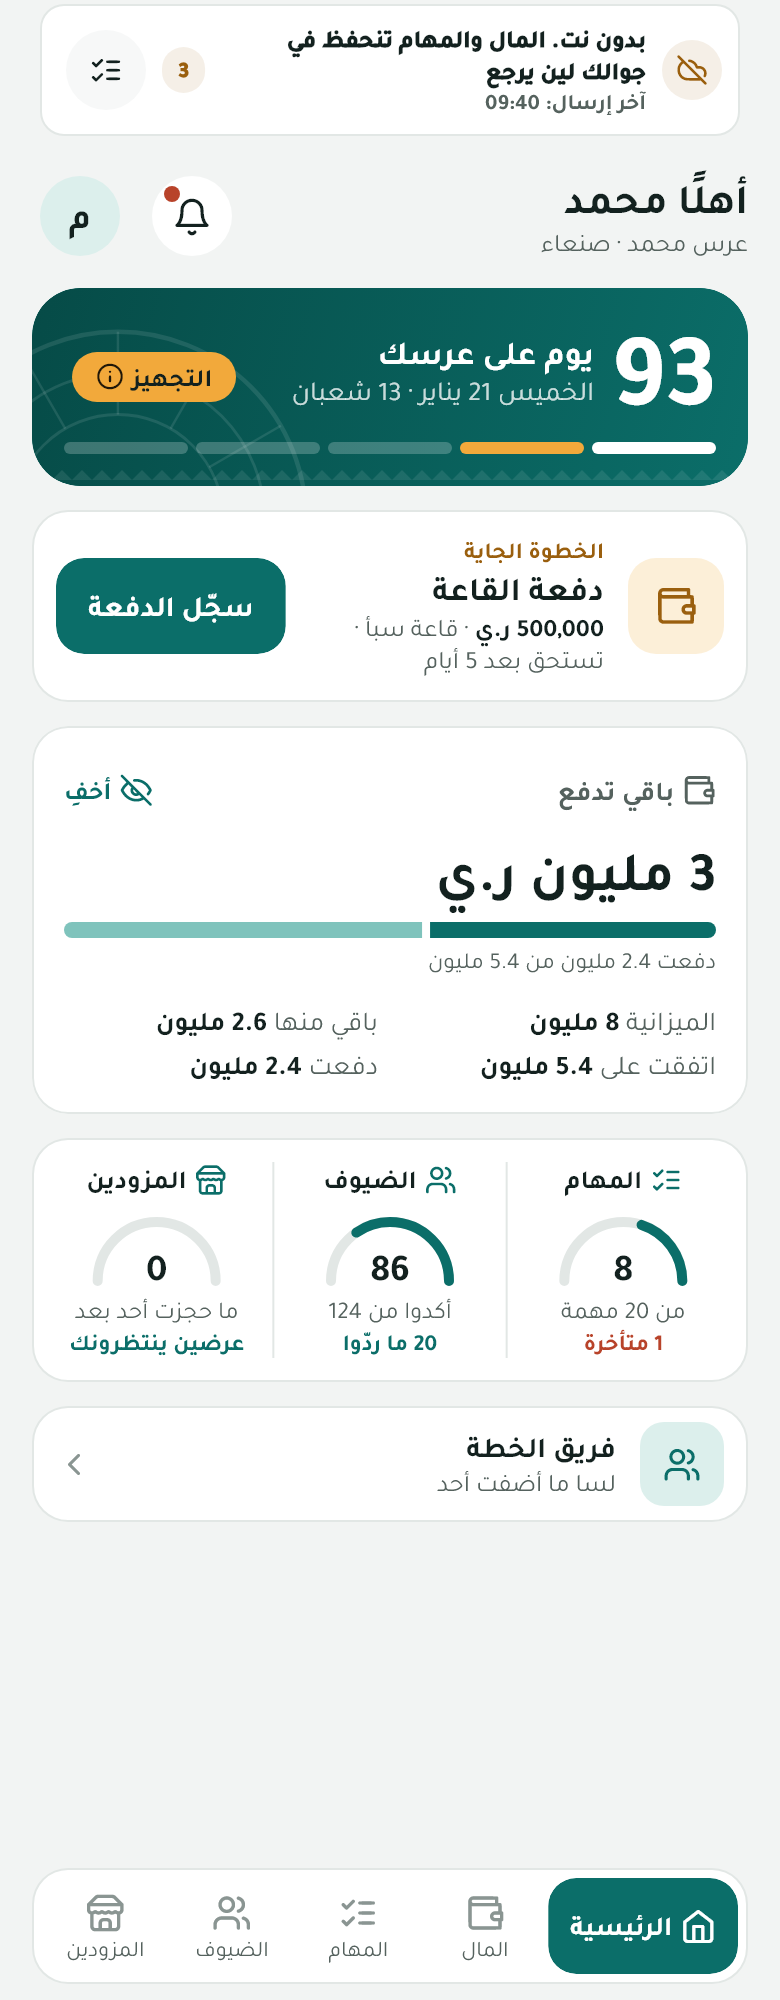 بدون نت. المال والمهام تنحفظ في
جوالك لين يرجع
آخر إرسال: 09:40
3
أهلًا محمد
عرس محمد · صنعاء
م
93
يوم على عرسك
الخميس 21 يناير · 13 شعبان
التجهيز
الخطوة الجاية
دفعة القاعة
500,000 ر.ي · قاعة سبأ ·
تستحق بعد 5 أيام
سجّل الدفعة
باقي تدفع
أخفِ
3 مليون ر.ي
دفعت 2.4 مليون من 5.4 مليون
الميزانية 8 مليون
باقي منها 2.6 مليون
اتفقت على 5.4 مليون
دفعت 2.4 مليون
المهام
8
من 20 مهمة
1 متأخرة
الضيوف
86
أكدوا من 124
20 ما ردّوا
المزودين
0
ما حجزت أحد بعد
عرضين ينتظرونك
فريق الخطة
لسا ما أضفت أحد
الرئيسية
المال
المهام
الضيوف
المزودين